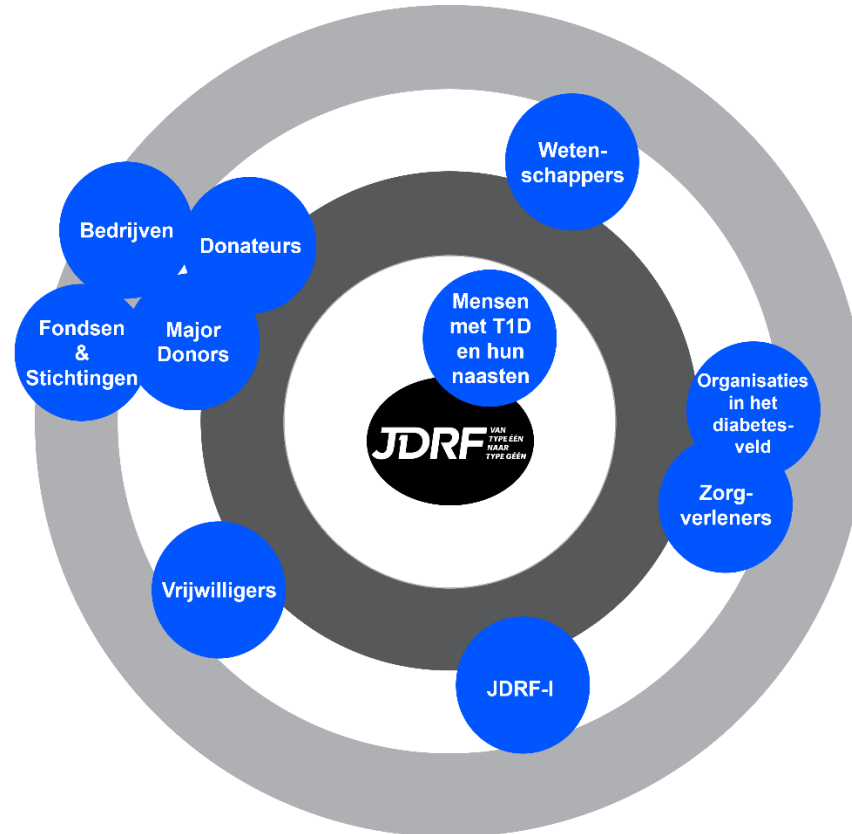 Weten-
schappers
Bedrijven
Donateurs
Fondsen
&
Stichtingen
Major
Donors
Mensen
met T1D
en hun
naasten
JDRF
VAN
TYPE ÉÉN
NAAR
TYPE GÉÉN
Organisaties
in het
diabetes-
veld
Zorg-
verleners
Vrijwilligers
JDRF-I